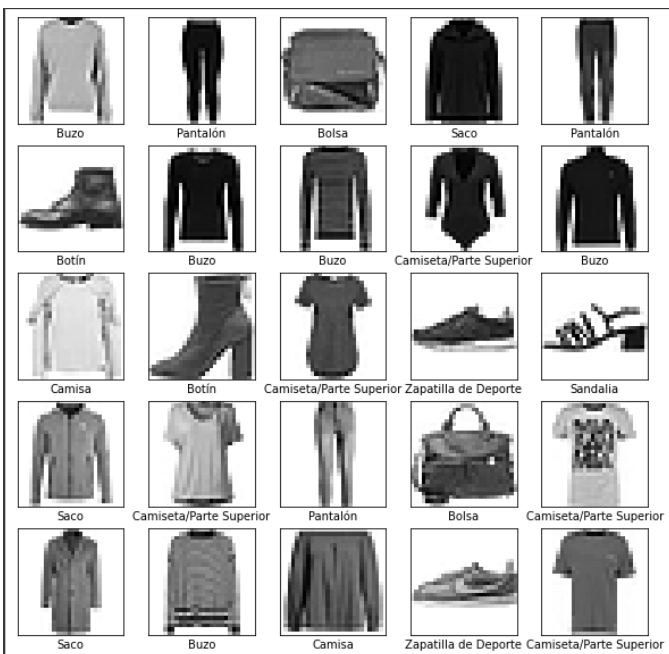 Buzo Pantalón Bolsa Saco Pantalón
Botín Buzo Buzo Camiseta/Parte Superior Buzo
Camisa Botín Camiseta/Parte Superior Zapatilla de Deporte Sandalia
Saco Camiseta/Parte Superior Pantalón Bolsa Camiseta/Parte Superior
Saco Buzo Camisa Zapatilla de Deporte Camiseta/Parte Superior